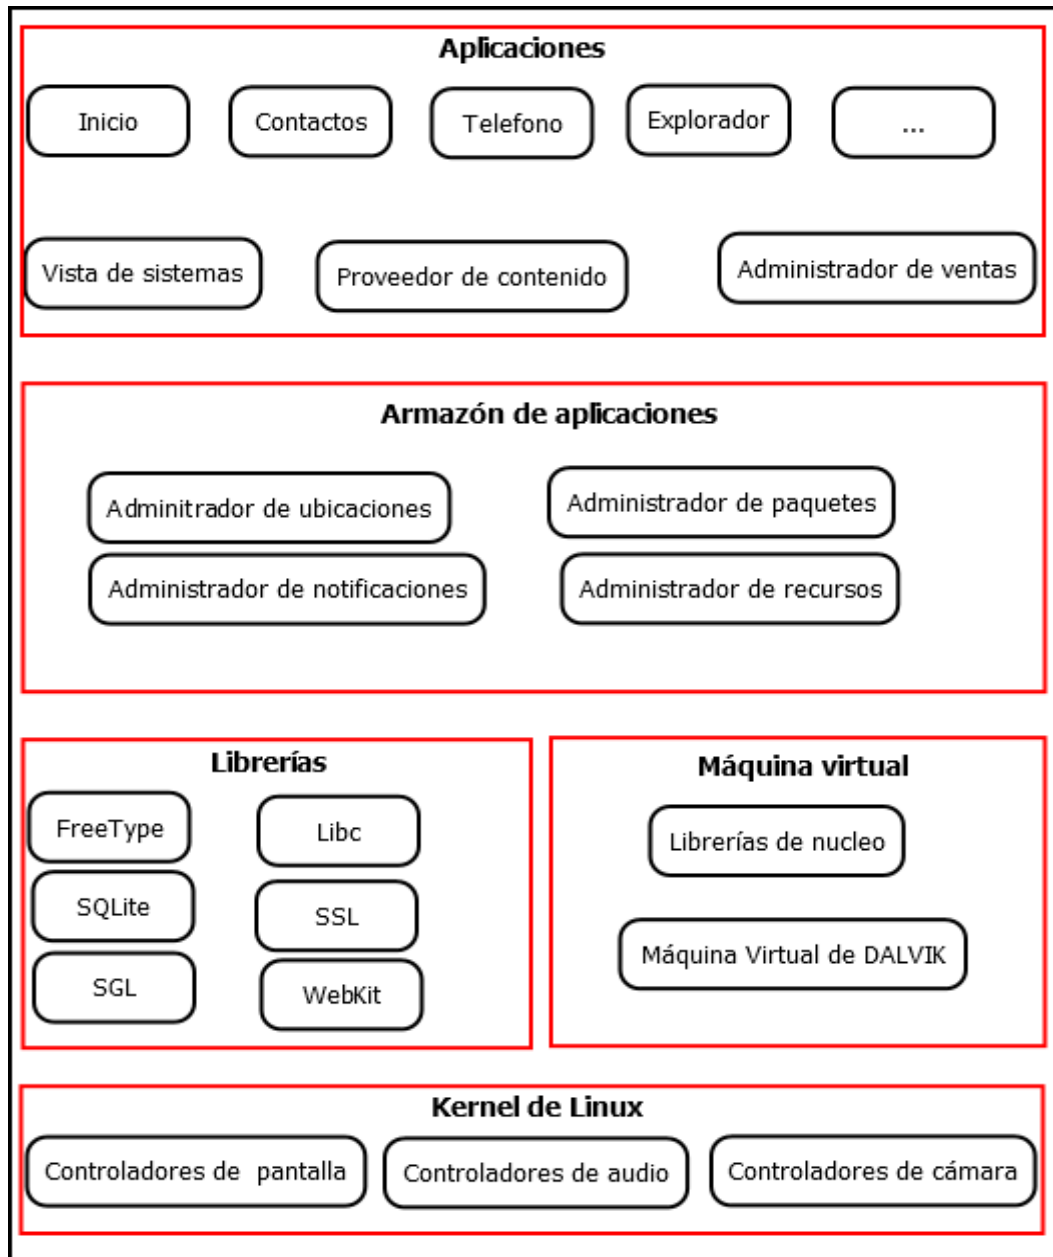 Aplicaciones
Inicio
Contactos
Telefono
Explorador
...
Vista de sistemas
Proveedor de contenido
Administrador de ventas
Armazón de aplicaciones
Adminitrador de ubicaciones
Administrador de paquetes
Administrador de notificaciones
Administrador de recursos
Librerías
FreeType
Libc
SQLite
SSL
SGL
WebKit
Máquina virtual
Librerías de nucleo
Máquina Virtual de DALVIK
Kernel de Linux
Controladores de pantalla
Controladores de audio
Controladores de cámara